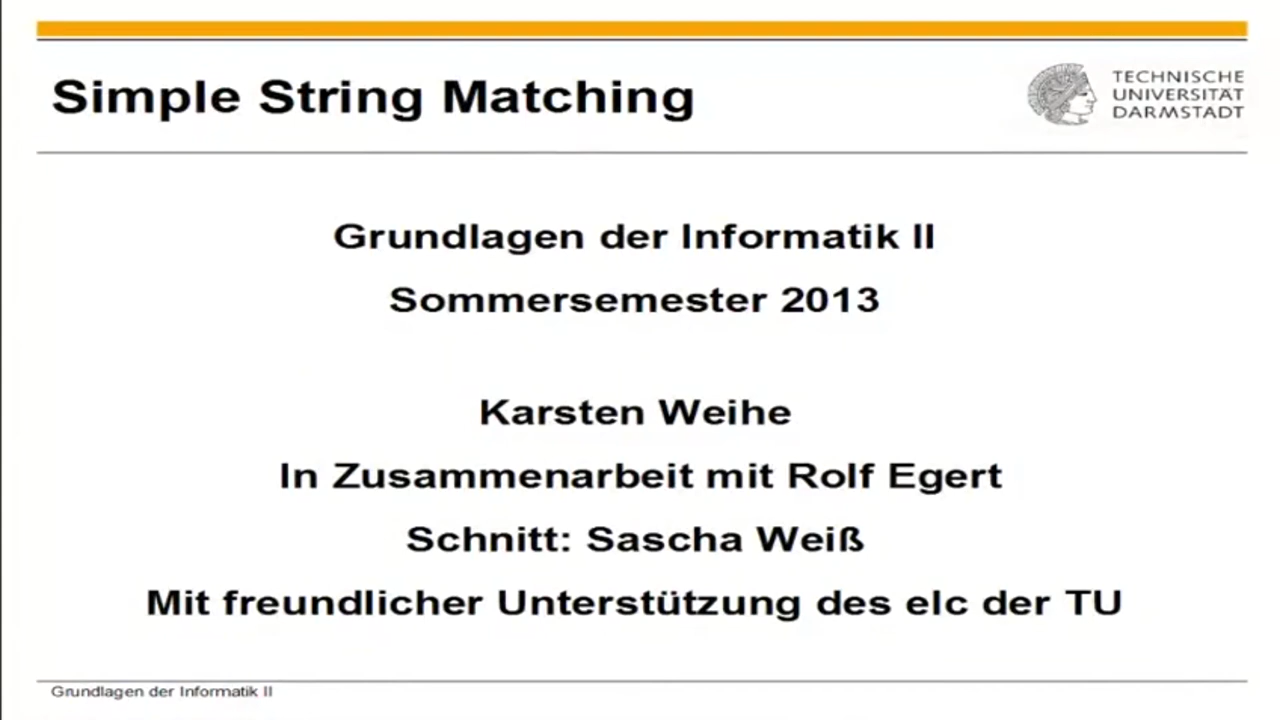 Simple String Matching
TECHNISCHE
UNIVERSITÄT
DARMSTADT
Grundlagen der Informatik II
Sommersemester 2013
Karsten Weihe
In Zusammenarbeit mit Rolf Egert
Schnitt: Sascha Weiß
Mit freundlicher Unterstützung des elc der TU
Grundlagen der Informatik II